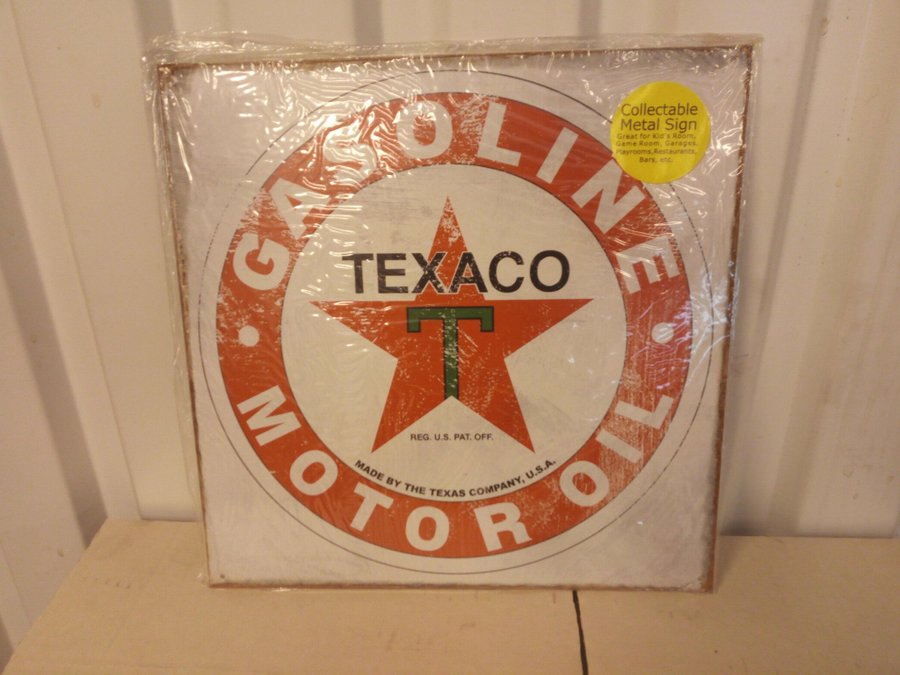 GASOLINE
TEXACO
T
REG. U.S. PAT. OFF.
MADE BY THE TEXAS COMPANY, U.S.A.
MOTOR OIL
Collectable
Metal Sign
Great for Kid's Room,
Game Room, Garages,
Playrooms,Restaurants,
Bars, etc.